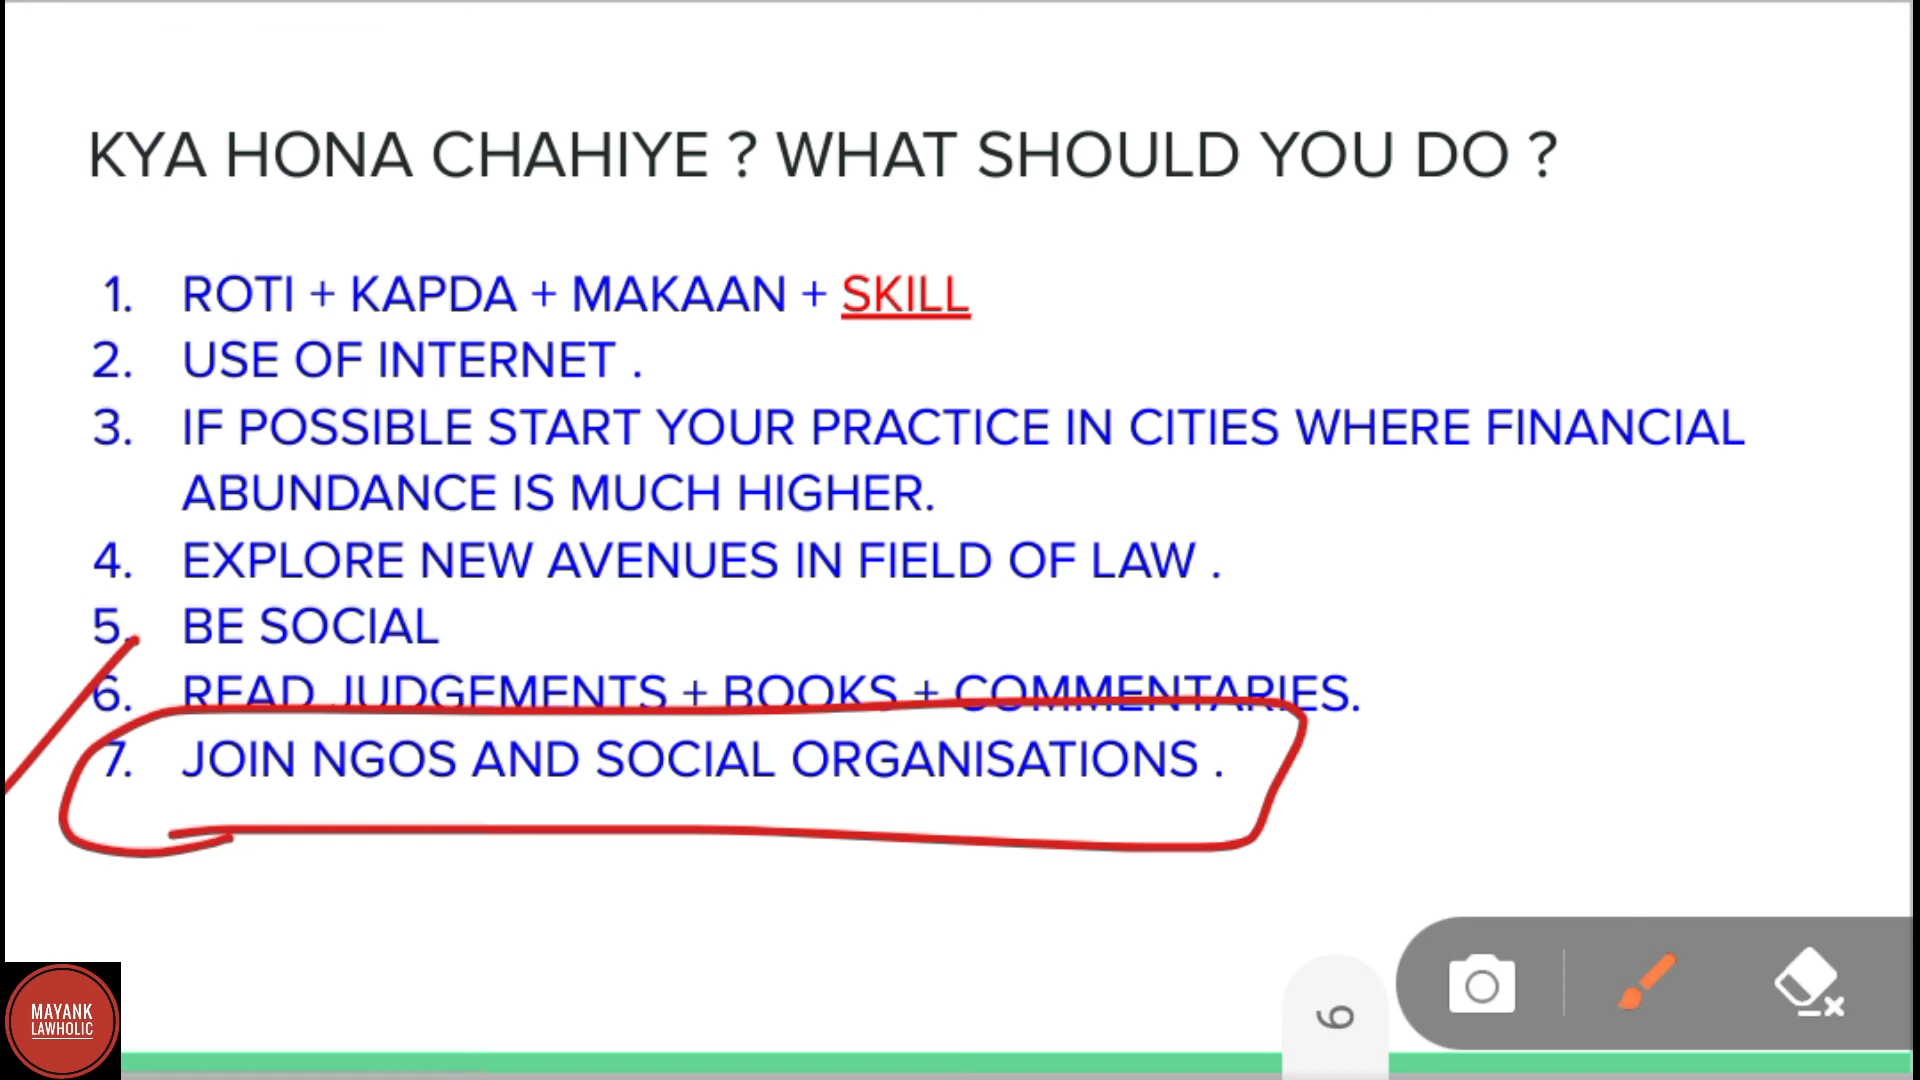 KYA HONA CHAHIYE ? WHAT SHOULD YOU DO ?
1. ROTI + KAPDA + MAKAAN + SKILL
2. USE OF INTERNET .
3. IF POSSIBLE START YOUR PRACTICE IN CITIES WHERE FINANCIAL
ABUNDANCE IS MUCH HIGHER.
4. EXPLORE NEW AVENUES IN FIELD OF LAW .
5. BE SOCIAL
6. READ JUDGEMENTS + BOOKS + COMMENTARIES.
7. JOIN NGOS AND SOCIAL ORGANISATIONS .
6
MAYANK
LAWHOLIC